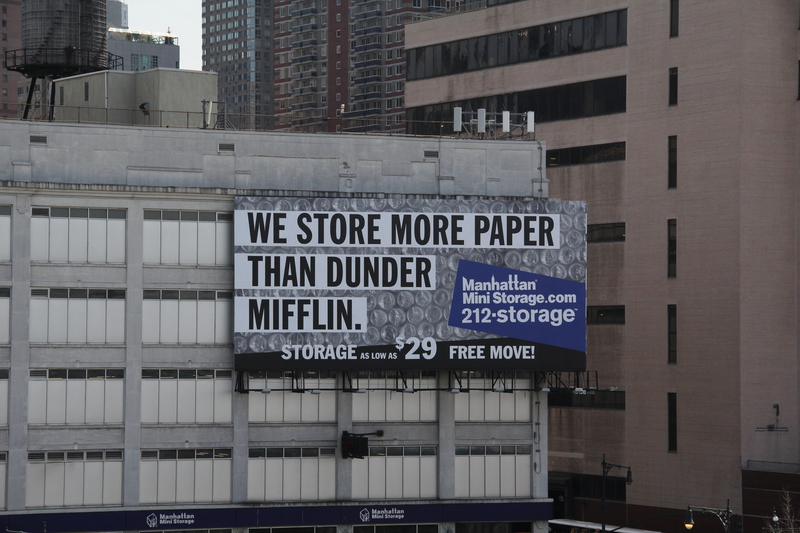 WE STORE MORE PAPER
THAN DUNDER
MIFFLIN.
Manhattan
Mini Storage.com
212-storage
STORAGE AS LOW AS $29 FREE MOVE!
Manhattan
Mini Storage
Manhattan
Mini Storage